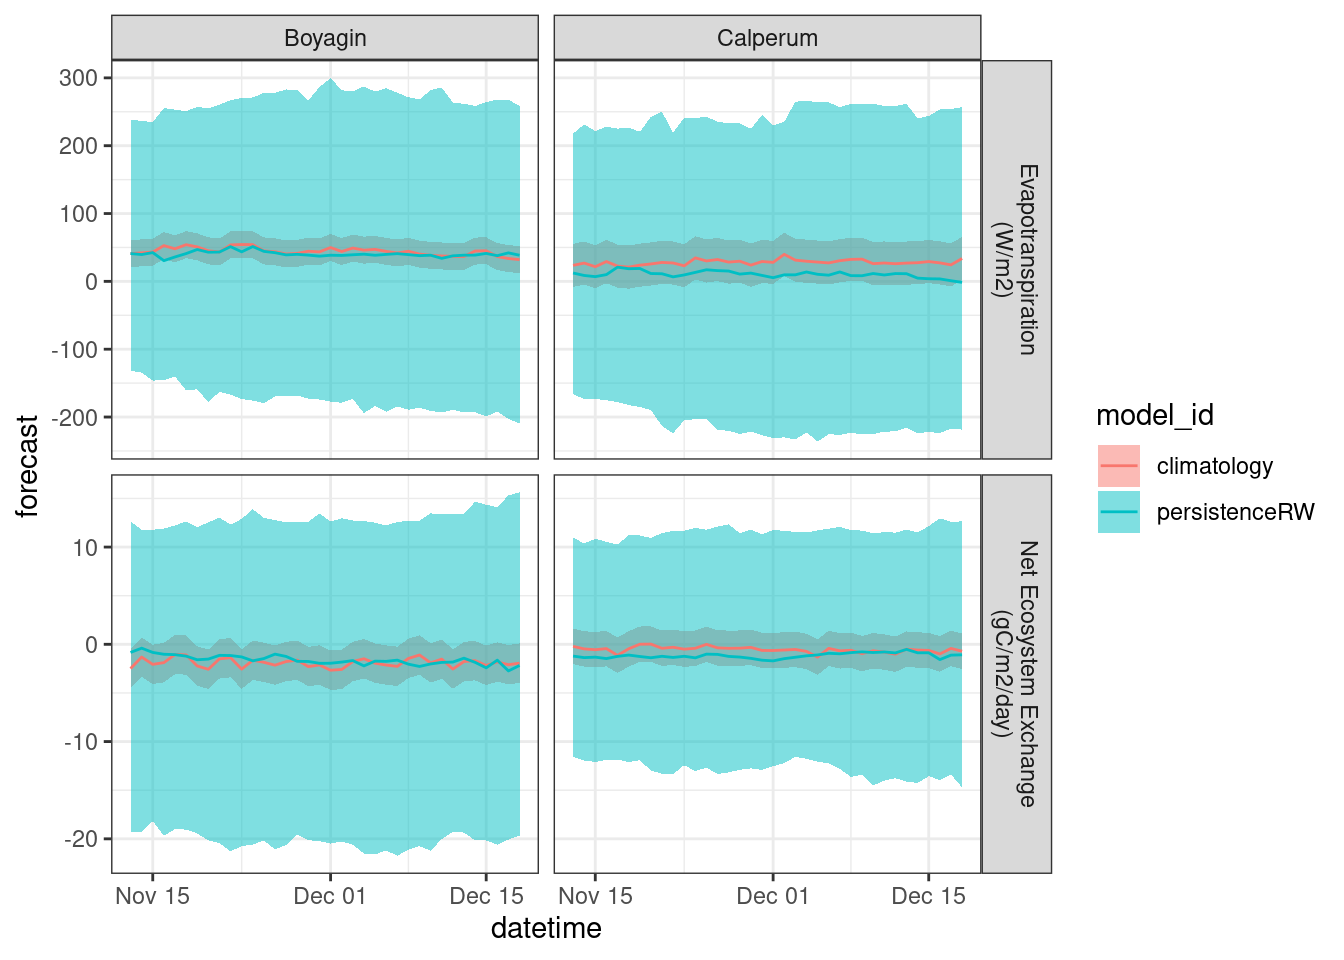 Boyagin
Calperum
300
200
100
0
-100
-200
Evapotranspiration
(W/m2)
10
0
-10
-20
Net Ecosystem Exchange
(gC/m2/day)
forecast
Nov 15
Dec 01
Dec 15
Nov 15
Dec 01
Dec 15
datetime
model_id
climatology
persistenceRW